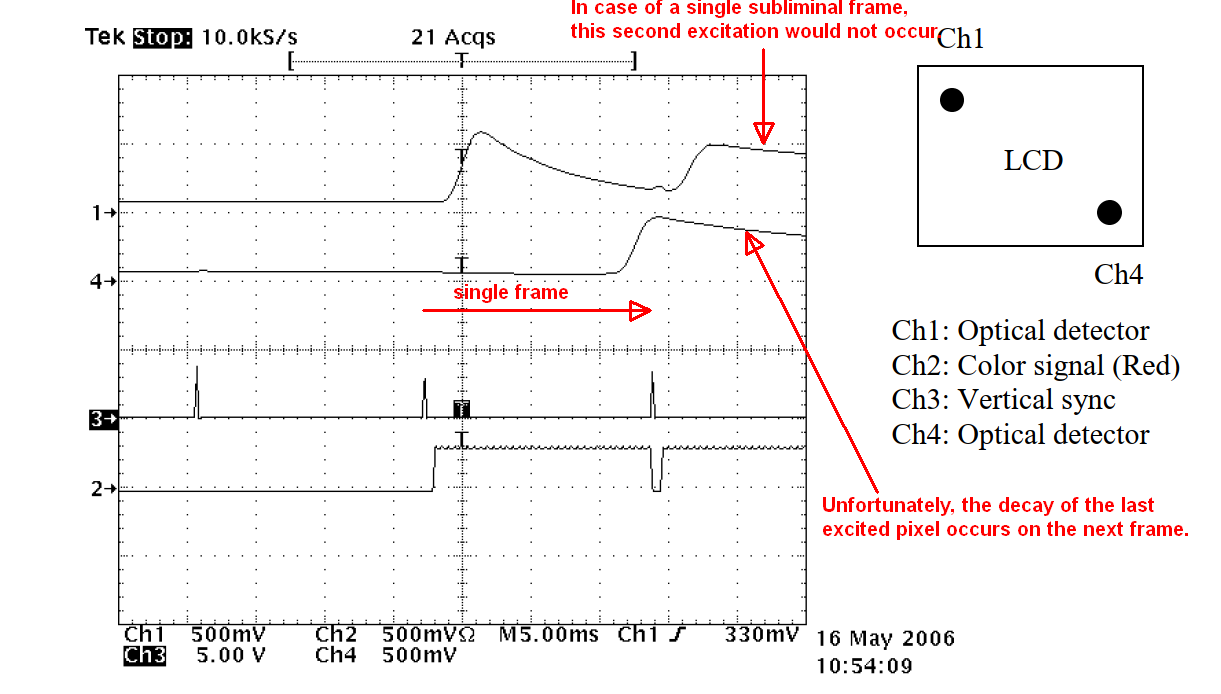 In case of a single subliminal frame,
this second excitation would not occur.
Tek Stop: 10.0kS/s 21 Acqs
Ch1
T
T
1
LCD
4
T
Ch4
single frame
Ch1: Optical detector
Ch2: Color signal (Red)
Ch3: Vertical sync
Ch4: Optical detector
3
T
T
2
Unfortunately, the decay of the last
excited pixel occurs on the next frame.
Ch1 500mV Ch2 500mVΩ M5.00ms Ch1 330mV
Ch3 5.00 V Ch4 500mV
16 May 2006
10:54:09